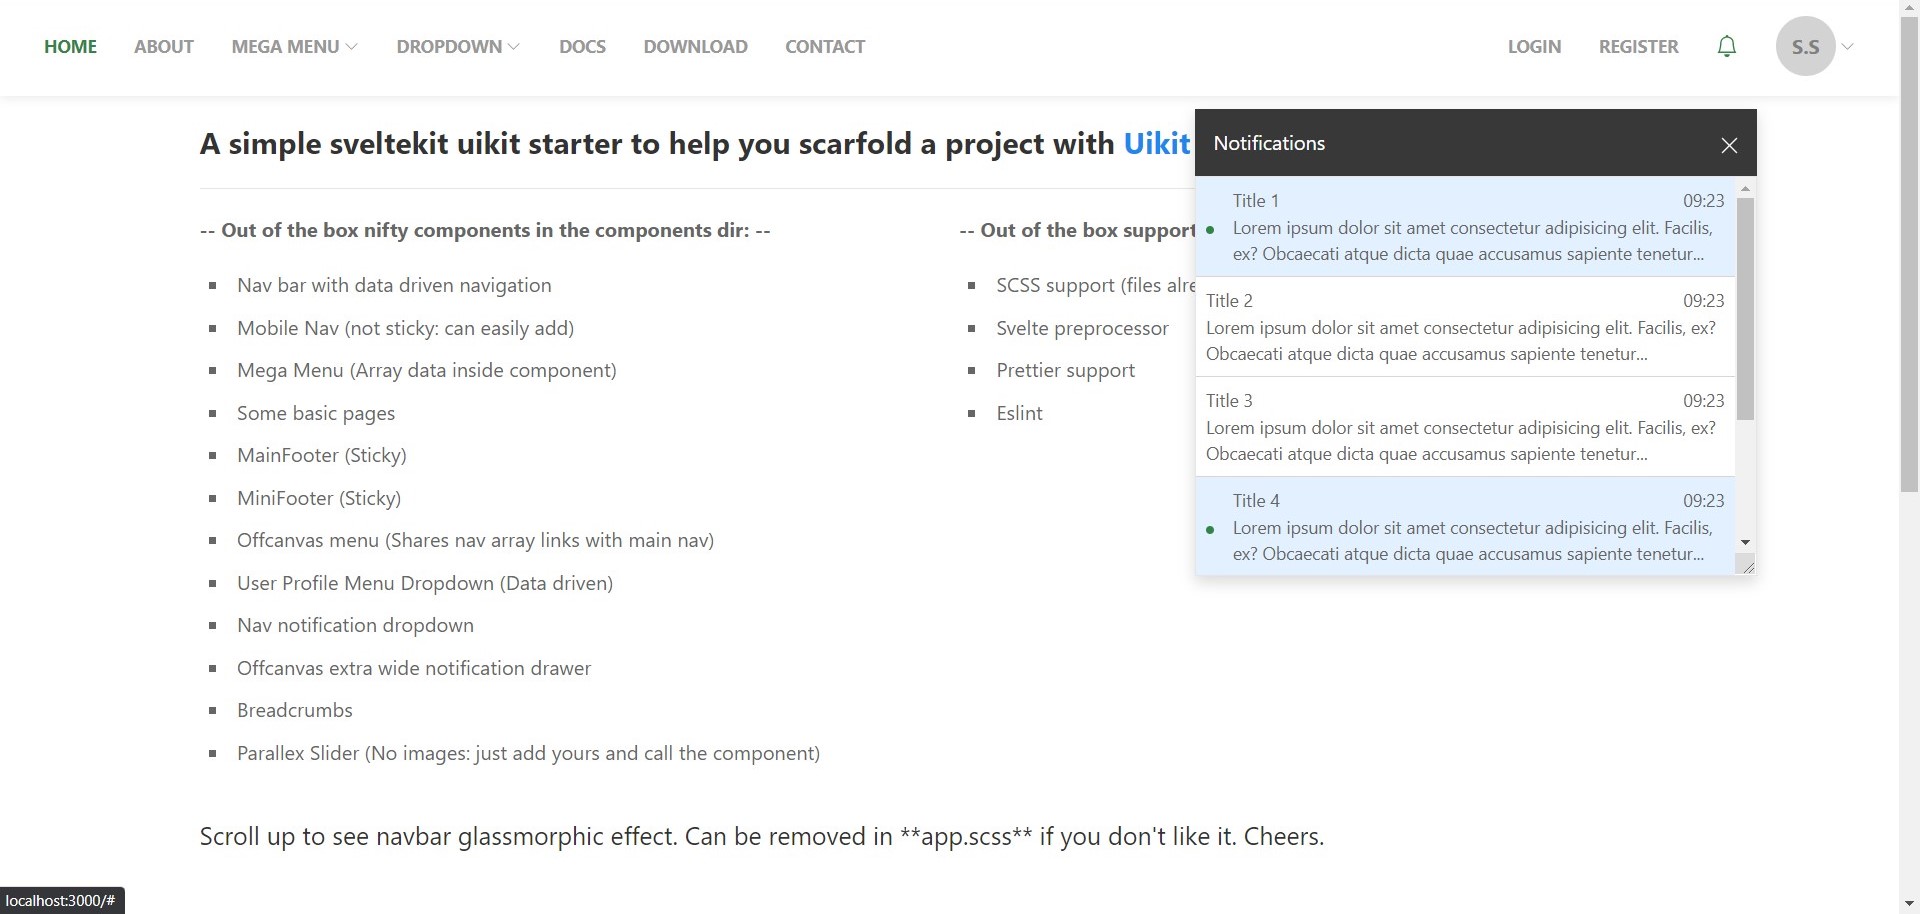 HOME ABOUT MEGA MENU DROPDOWN DOCS DOWNLOAD CONTACT LOGIN REGISTER S.S
A simple sveltekit uikit starter to help you scarfold a project with Uikit
-- Out of the box nifty components in the components dir: --
Nav bar with data driven navigation
Mobile Nav (not sticky: can easily add)
Mega Menu (Array data inside component)
Some basic pages
MainFooter (Sticky)
MiniFooter (Sticky)
Offcanvas menu (Shares nav array links with main nav)
User Profile Menu Dropdown (Data driven)
Nav notification dropdown
Offcanvas extra wide notification drawer
Breadcrumbs
Parallex Slider (No images: just add yours and call the component)
-- Out of the box support
SCSS support (files alre
Svelte preprocessor
Prettier support
Eslint
Notifications
Title 1 09:23
Lorem ipsum dolor sit amet consectetur adipisicing elit. Facilis,
ex? Obcaecati atque dicta quae accusamus sapiente tenetur...
Title 2 09:23
Lorem ipsum dolor sit amet consectetur adipisicing elit. Facilis, ex?
Obcaecati atque dicta quae accusamus sapiente tenetur...
Title 3 09:23
Lorem ipsum dolor sit amet consectetur adipisicing elit. Facilis, ex?
Obcaecati atque dicta quae accusamus sapiente tenetur...
Title 4 09:23
Lorem ipsum dolor sit amet consectetur adipisicing elit. Facilis,
ex? Obcaecati atque dicta quae accusamus sapiente tenetur...
Scroll up to see navbar glassmorphic effect. Can be removed in **app.scss** if you don't like it. Cheers.
localhost:3000/#